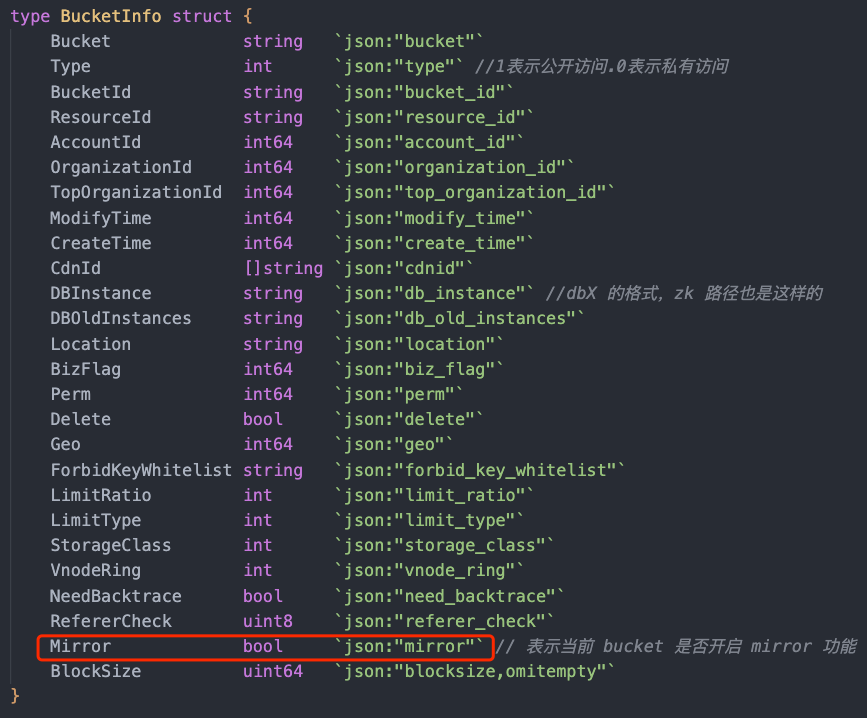 type BucketInfo struct {
Bucket string `json:"bucket"`
Type int `json:"type"` //1表示公开访问.0表示私有访问
BucketId string `json:"bucket_id"`
ResourceId string `json:"resource_id"`
AccountId int64 `json:"account_id"`
OrganizationId int64 `json:"organization_id"`
TopOrganizationId int64 `json:"top_organization_id"`
ModifyTime int64 `json:"modify_time"`
CreateTime int64 `json:"create_time"`
CdnId []string `json:"cdnid"`
DBInstance string `json:"db_instance"` //dbX 的格式, zk 路径也是这样的
DBOldInstances string `json:"db_old_instances"`
Location string `json:"location"`
BizFlag int64 `json:"biz_flag"`
Perm int64 `json:"perm"`
Delete bool `json:"delete"`
Geo int64 `json:"geo"`
ForbidKeyWhitelist string `json:"forbid_key_whitelist"`
LimitRatio int `json:"limit_ratio"`
LimitType int `json:"limit_type"`
StorageClass int `json:"storage_class"`
VnodeRing int `json:"vnode_ring"`
NeedBacktrace bool `json:"need_backtrace"`
RefererCheck uint8 `json:"referer_check"`
Mirror bool `json:"mirror"` // 表示当前 bucket 是否开启 mirror 功能
BlockSize uint64 `json:"blocksize,omitempty"`
}